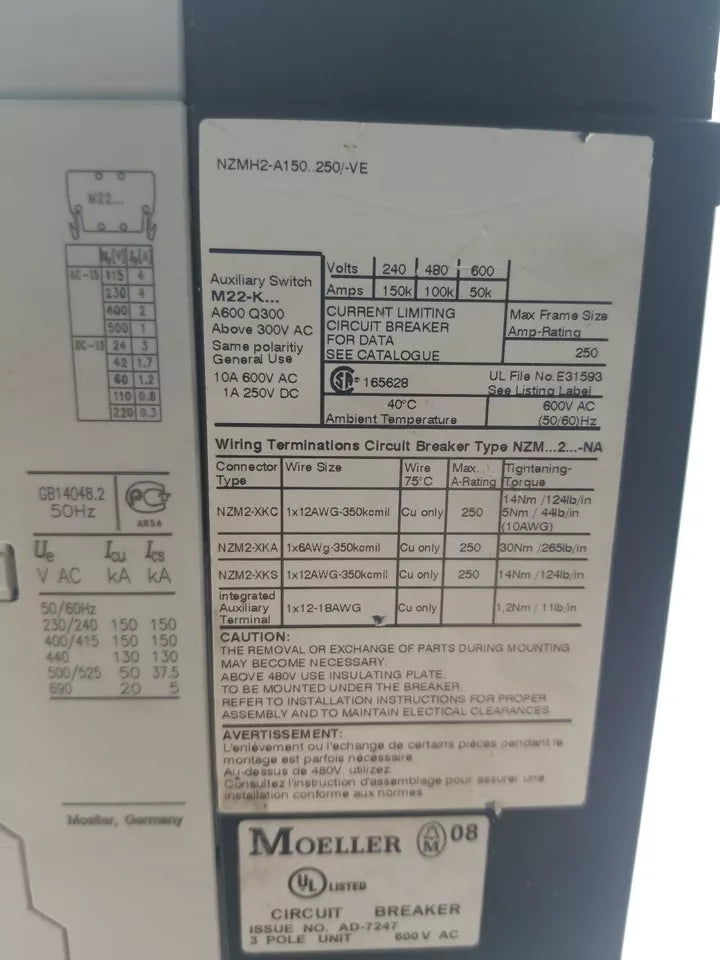 M22...
Ue[V] Ie[A]
AC-15 115 4
230 4
400 2
500 1
DC-13 24 3
42 1.7
60 1.2
110 0.8
220 0.3
GB14048.2
50Hz
PC
AR56
Ue Icu Ics
V AC kA kA
50/60Hz
230/240 150 150
400/415 150 150
440 130 130
500/525 50 37.5
690 20 5
Moeller, Germany
NZMH2-A150..250/-VE
Auxiliary Switch
M22-K...
A600 Q300
Above 300V AC
Same polaritiy
General Use
10A 600V AC
1A 250V DC
Volts 240 480 600
Amps 150k 100k 50k
CURRENT LIMITING
CIRCUIT BREAKER
FOR DATA
SEE CATALOGUE
Max Frame Size
Amp-Rating
250
CSA ® 165628
UL File No.E31593
See Listing Label
40°C
Ambient Temperature
600V AC
(50/60)Hz
Wiring Terminations Circuit Breaker Type NZM...2...-NA
Connector Type Wire Size Wire 75°C Max. A-Rating Tightening-Torque
NZM2-XKC 1x12AWG-350kcmil Cu only 250 14Nm /124lb/in
5Nm / 44lb/in
(10AWG)
NZM2-XKA 1x6AWg-350kcmil Cu only 250 30Nm /265lb/in
NZM2-XKS 1x12AWG-350kcmil Cu only 250 14Nm /124lb/in
integrated
Auxiliary
Terminal 1x12-18AWG Cu only 1,2Nm / 11lb/in
CAUTION:
THE REMOVAL OR EXCHANGE OF PARTS DURING MOUNTING
MAY BECOME NECESSARY.
ABOVE 480V USE INSULATING PLATE,
TO BE MOUNTED UNDER THE BREAKER.
REFER TO INSTALLATION INSTRUCTIONS FOR PROPER
ASSEMBLY AND TO MAINTAIN ELECTICAL CLEARANCES.
AVERTISSEMENT:
L'enlèvement ou l'echange de certains pièces pendant le
montage est parfois nécessaire
Au-dessus de 480V, utilizez
Consultez l'instruction d'assemblage pour assurer une
installation conforme aux normes.
MOELLER M 08
UL LISTED
CIRCUIT BREAKER
ISSUE NO. AD-7247
3 POLE UNIT 600 V AC